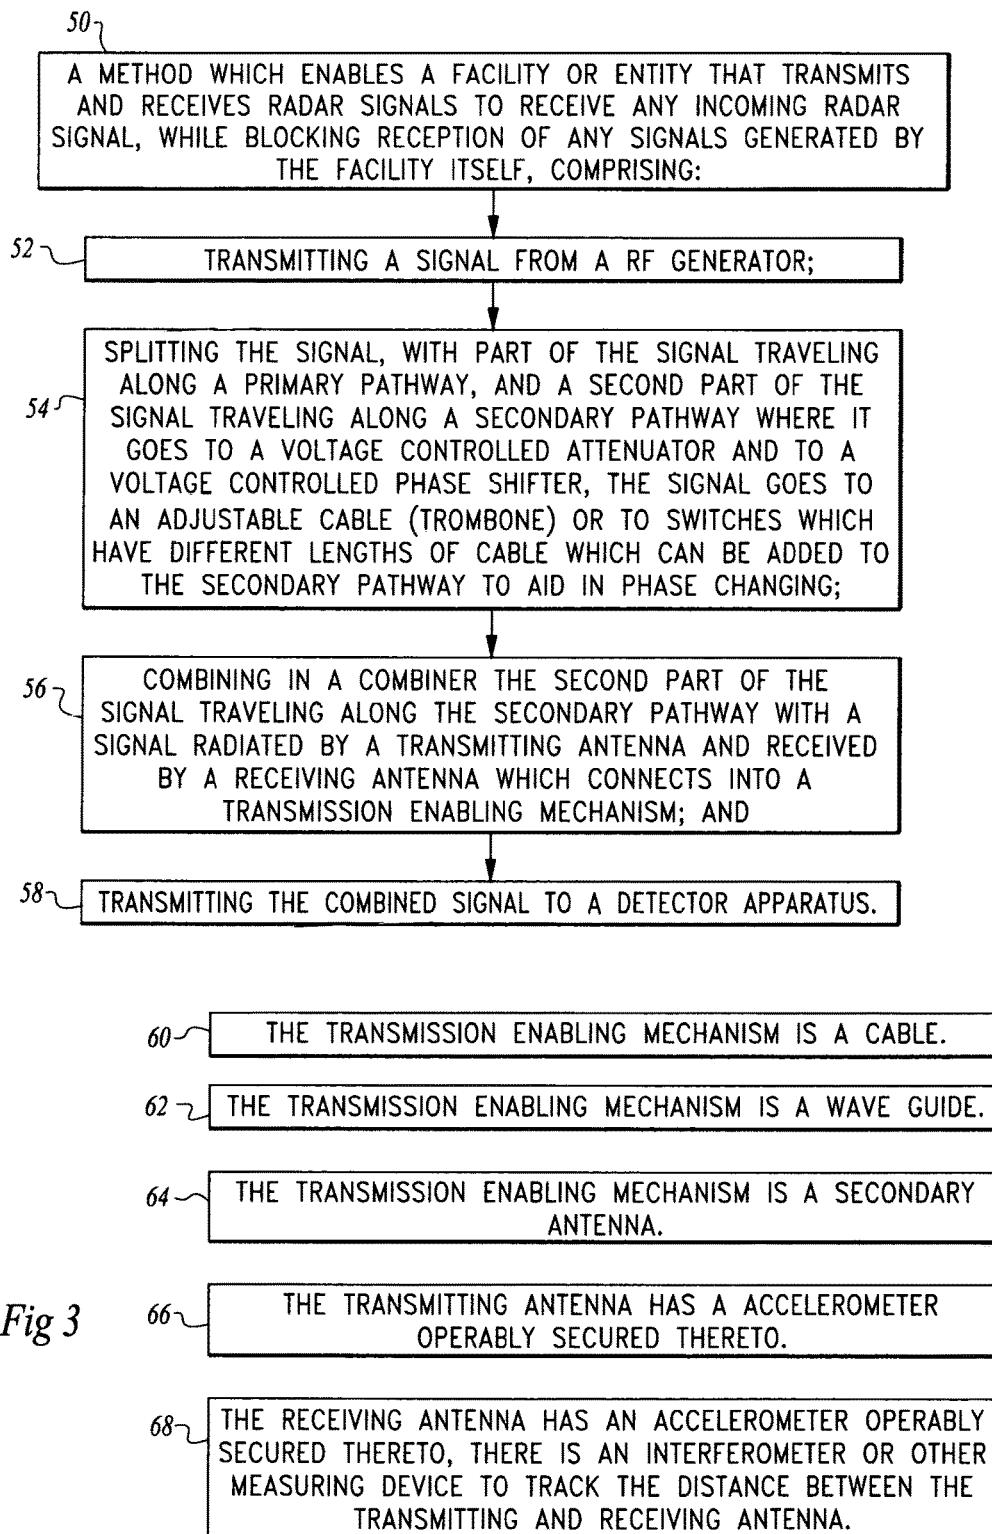 50
A METHOD WHICH ENABLES A FACILITY OR ENTITY THAT TRANSMITS
AND RECEIVES RADAR SIGNALS TO RECEIVE ANY INCOMING RADAR
SIGNAL, WHILE BLOCKING RECEPTION OF ANY SIGNALS GENERATED BY
THE FACILITY ITSELF, COMPRISING:
52
TRANSMITTING A SIGNAL FROM A RF GENERATOR;
54
SPLITTING THE SIGNAL, WITH PART OF THE SIGNAL TRAVELING
ALONG A PRIMARY PATHWAY, AND A SECOND PART OF THE
SIGNAL TRAVELING ALONG A SECONDARY PATHWAY WHERE IT
GOES TO A VOLTAGE CONTROLLED ATTENUATOR AND TO A
VOLTAGE CONTROLLED PHASE SHIFTER, THE SIGNAL GOES TO
AN ADJUSTABLE CABLE (TROMBONE) OR TO SWITCHES WHICH
HAVE DIFFERENT LENGTHS OF CABLE WHICH CAN BE ADDED TO
THE SECONDARY PATHWAY TO AID IN PHASE CHANGING;
56
COMBINING IN A COMBINER THE SECOND PART OF THE
SIGNAL TRAVELING ALONG THE SECONDARY PATHWAY WITH A
SIGNAL RADIATED BY A TRANSMITTING ANTENNA AND RECEIVED
BY A RECEIVING ANTENNA WHICH CONNECTS INTO A
TRANSMISSION ENABLING MECHANISM; AND
58
TRANSMITTING THE COMBINED SIGNAL TO A DETECTOR APPARATUS.
60
THE TRANSMISSION ENABLING MECHANISM IS A CABLE.
62
THE TRANSMISSION ENABLING MECHANISM IS A WAVE GUIDE.
64
THE TRANSMISSION ENABLING MECHANISM IS A SECONDARY
ANTENNA.
Fig 3
66
THE TRANSMITTING ANTENNA HAS A ACCELEROMETER
OPERABLY SECURED THERETO.
68
THE RECEIVING ANTENNA HAS AN ACCELEROMETER OPERABLY
SECURED THERETO, THERE IS AN INTERFEROMETER OR OTHER
MEASURING DEVICE TO TRACK THE DISTANCE BETWEEN THE
TRANSMITTING AND RECEIVING ANTENNA.